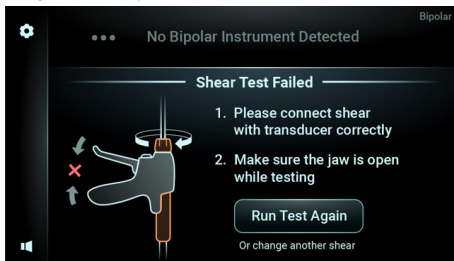 Bipolar
No Bipolar Instrument Detected
Shear Test Failed
1. Please connect shear
with transducer correctly
2. Make sure the jaw is open
while testing
Run Test Again
Or change another shear